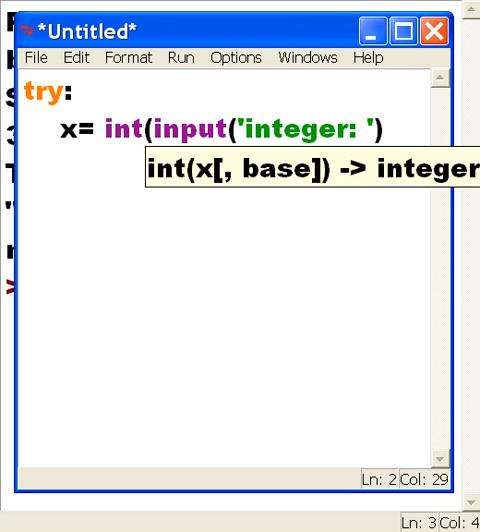 *Untitled*
File Edit Format Run Options Windows Help
try:
x= int(input('integer: ')
int(x[, base]) -> integer
Ln: 2 Col: 29
Ln: 3 Col: 4